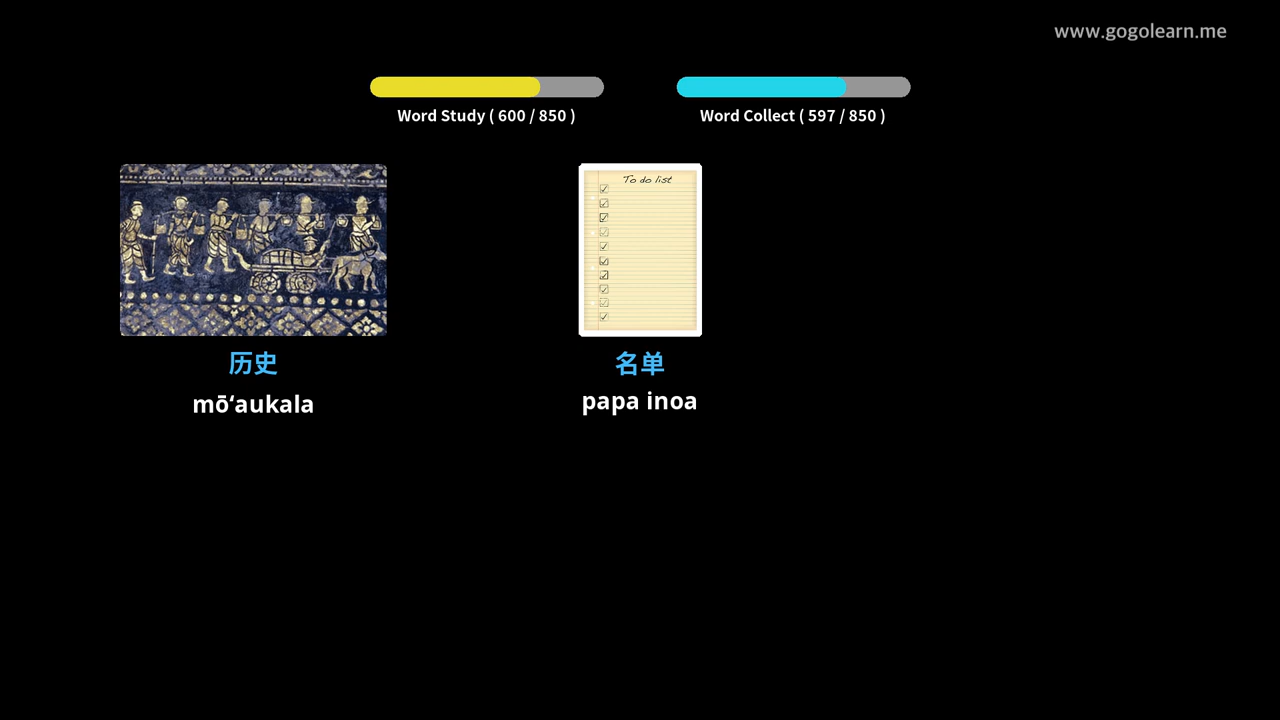 www.gogolearn.me
Word Study ( 600 / 850 )
Word Collect ( 597 / 850 )
To do list
历史
名单
mōʻaukala
papa inoa